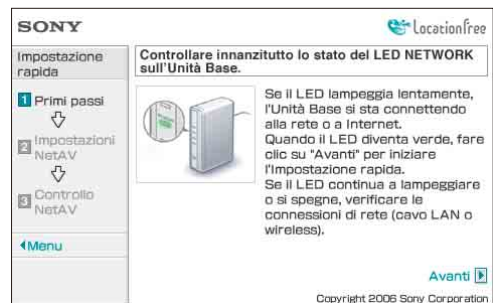 SONY
LocationFree
Impostazione
rapida
1 Primi passi
2 Impostazioni
NetAV
3 Controllo
NetAV
Menu
Controllare innanzitutto lo stato del LED NETWORK
sull'Unità Base.
Se il LED lampeggia lentamente,
l'Unità Base si sta connettendo
alla rete o a Internet.
Quando il LED diventa verde, fare
clic su "Avanti" per iniziare
l'Impostazione rapida.
Se il LED continua a lampeggiare
o si spegne, verificare le
connessioni di rete (cavo LAN o
wireless).
Avanti
Copyright 2006 Sony Corporation